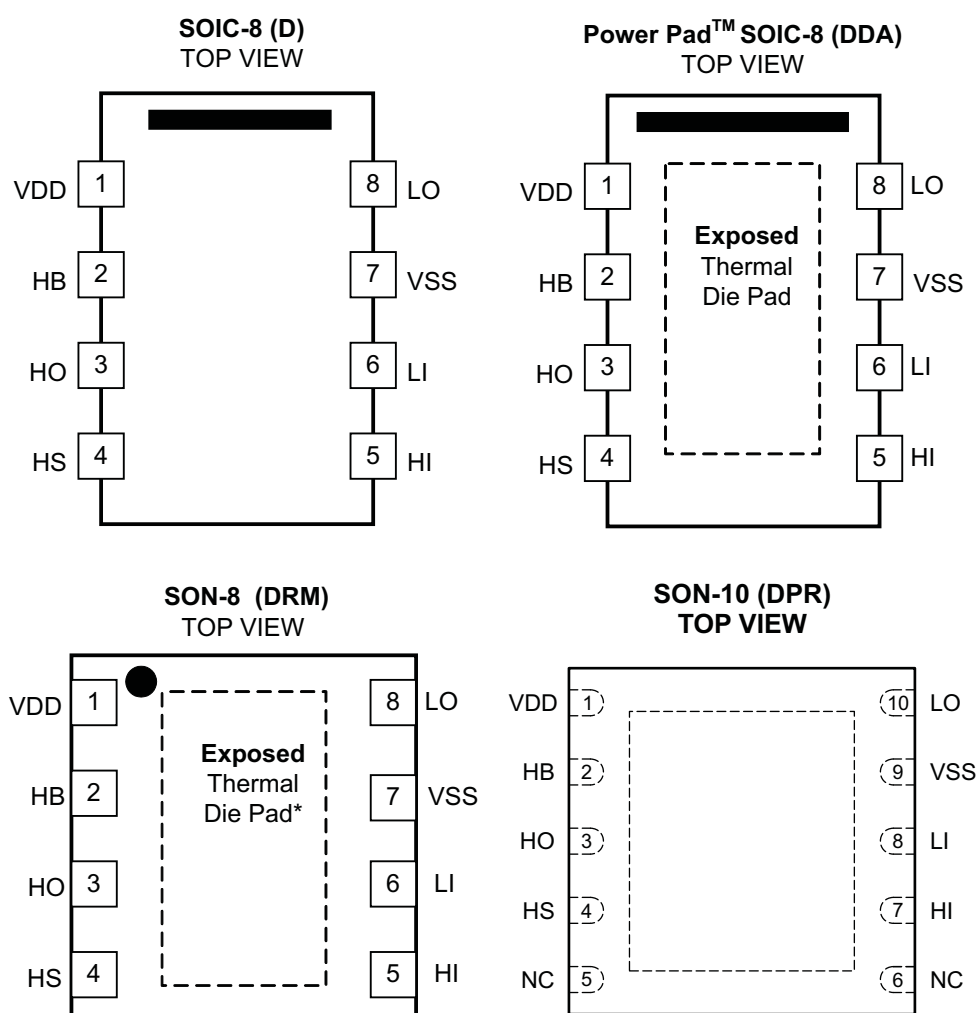 SOIC-8 (D)
TOP VIEW
VDD 1 8 LO
HB 2 7 VSS
HO 3 6 LI
HS 4 5 HI
Power Pad™ SOIC-8 (DDA)
TOP VIEW
VDD 1 8 LO
Exposed
Thermal
Die Pad
HB 2 7 VSS
HO 3 6 LI
HS 4 5 HI
SON-8 (DRM)
TOP VIEW
VDD 1 8 LO
Exposed
Thermal
Die Pad*
HB 2 7 VSS
HO 3 6 LI
HS 4 5 HI
SON-10 (DPR)
TOP VIEW
VDD 1 10 LO
HB 2 9 VSS
HO 3 8 LI
HS 4 7 HI
NC 5 6 NC